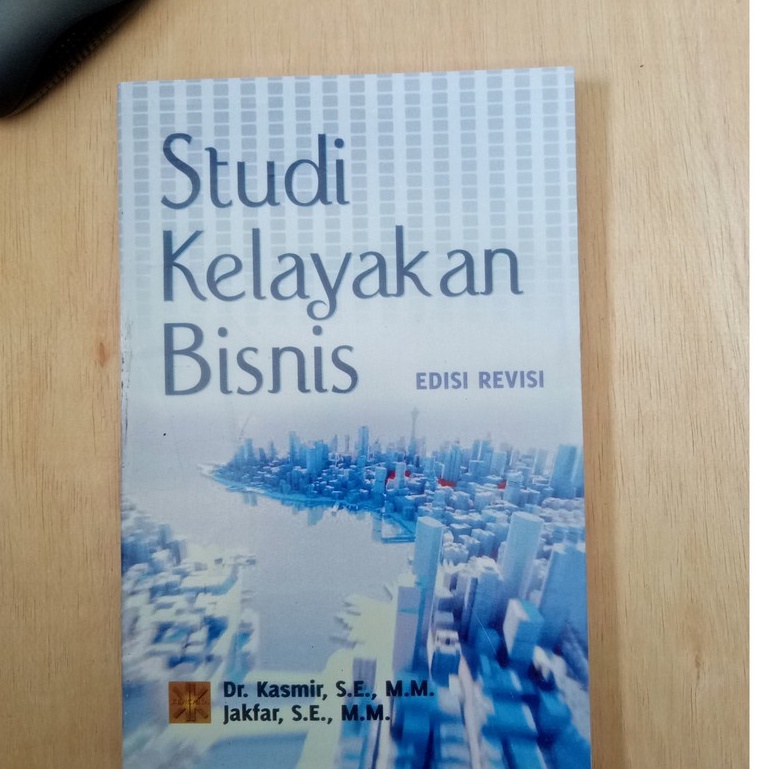 Studi
Kelayakan
Bisnis
EDISI REVISI
Dr. Kasmir, S.E., M.M.
Jakfar, S.E., M.M.